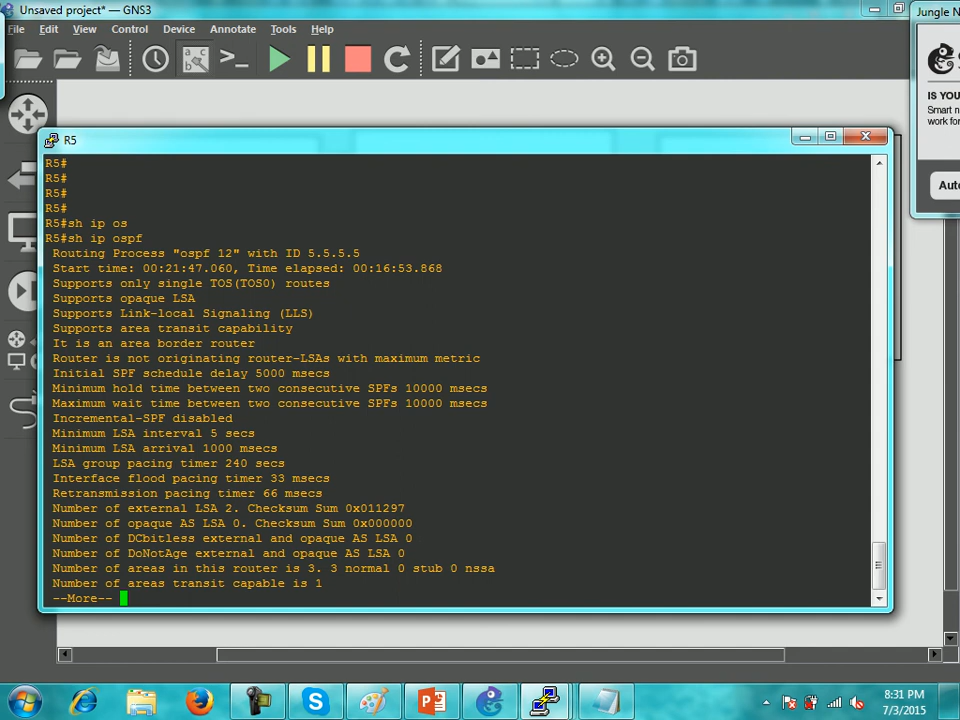 Unsaved project* — GNS3
Jungle N
File Edit View Control Device Annotate Tools Help
IS YOU
Smart n
work for
Auto
R5
R5#
R5#
R5#
R5#
R5#sh ip os
R5#sh ip ospf
Routing Process "ospf 12" with ID 5.5.5.5
Start time: 00:21:47.060, Time elapsed: 00:16:53.868
Supports only single TOS(TOS0) routes
Supports opaque LSA
Supports Link-local Signaling (LLS)
Supports area transit capability
It is an area border router
Router is not originating router-LSAs with maximum metric
Initial SPF schedule delay 5000 msecs
Minimum hold time between two consecutive SPFs 10000 msecs
Maximum wait time between two consecutive SPFs 10000 msecs
Incremental-SPF disabled
Minimum LSA interval 5 secs
Minimum LSA arrival 1000 msecs
LSA group pacing timer 240 secs
Interface flood pacing timer 33 msecs
Retransmission pacing timer 66 msecs
Number of external LSA 2. Checksum Sum 0x011297
Number of opaque AS LSA 0. Checksum Sum 0x000000
Number of DCbitless external and opaque AS LSA 0
Number of DoNotAge external and opaque AS LSA 0
Number of areas in this router is 3. 3 normal 0 stub 0 nssa
Number of areas transit capable is 1
--More--
8:31 PM
7/3/2015